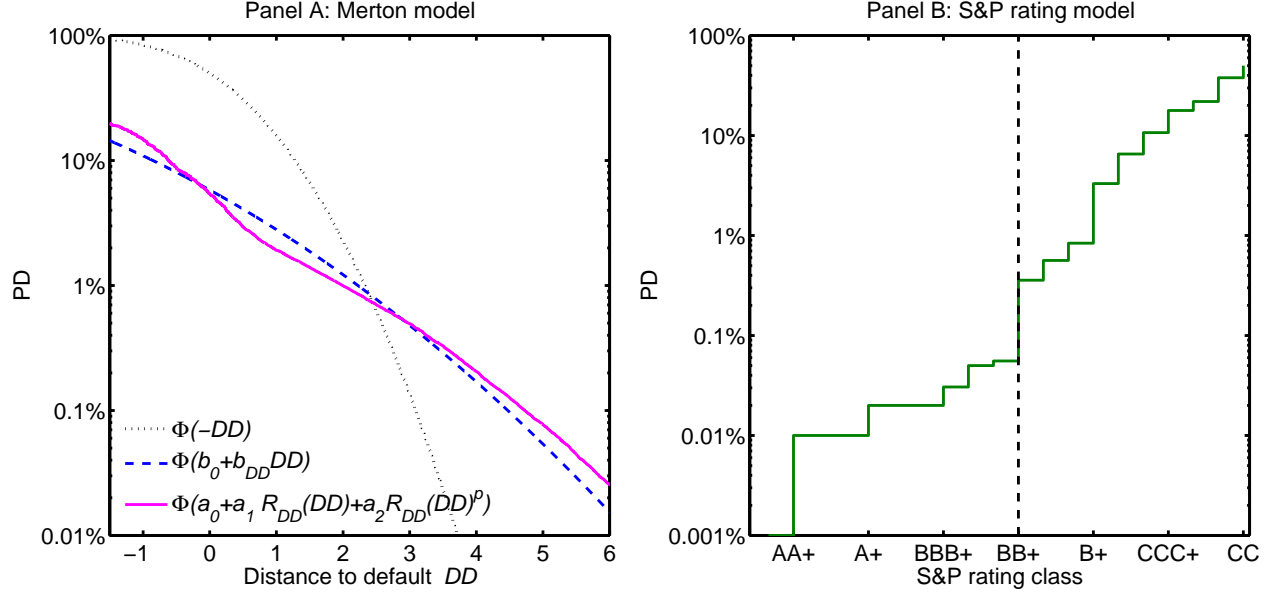 Panel A: Merton model
100%
10%
1%
0.1%
0.01%
PD
Φ(−DD)
Φ(b0+bDDDD)
Φ(a0+a1 RDD(DD)+a2RDD(DD)p)
−1 0 1 2 3 4 5 6
Distance to default DD
Panel B: S&P rating model
100%
10%
1%
0.1%
0.01%
0.001%
PD
AA+ A+ BBB+ BB+ B+ CCC+ CC
S&P rating class